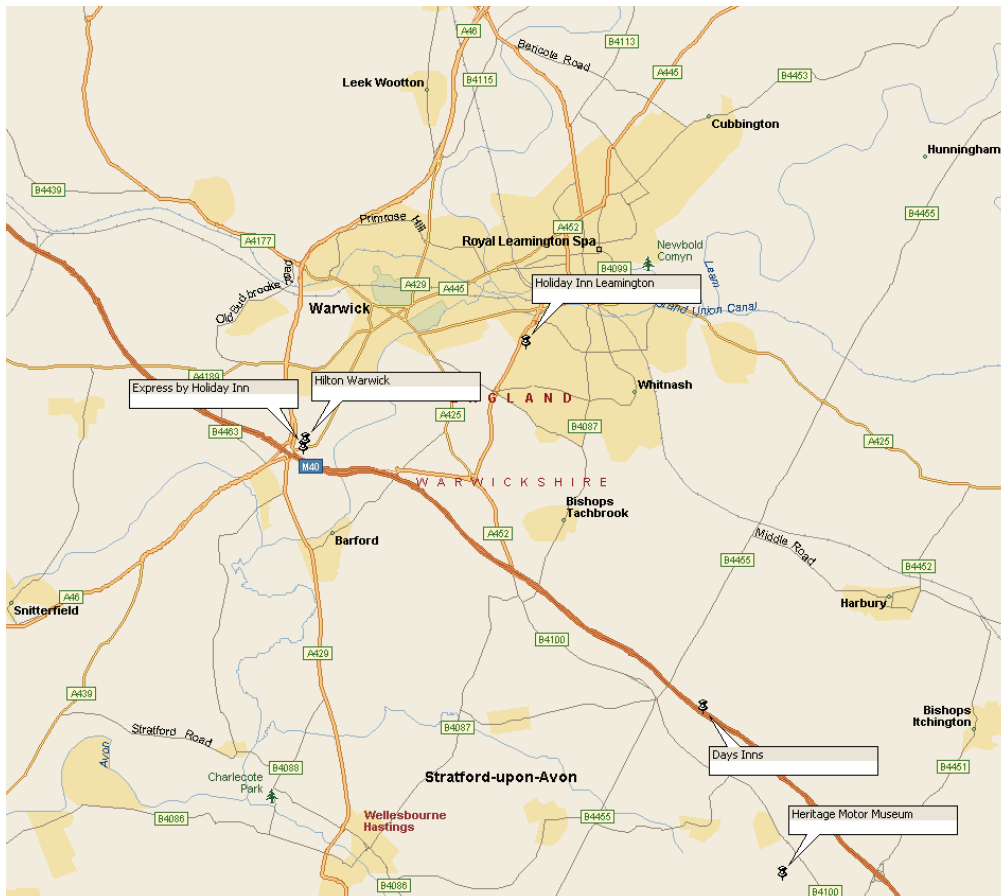 A46
B4113
Bericote Road
A445
B4453
Leek Wootton
B4115
Cubbington
Hunningham
B4439
B4455
Primrose Hill
A452
A4177
Royal Leamington Spa
Newbold
Comyn
Old Budbrooke Road
A429
A445
B4099
Leam
Holiday Inn Leamington
Grand Union Canal
Warwick
A4189
Express by Holiday Inn
Hilton Warwick
Whitnash
ENGLAND
A425
B4463
B4087
A425
M40
WARWICKSHIRE
Bishops
Tachbrook
A452
Barford
Middle Road
B4455
B4452
Snitterfield
A46
Harbury
B4100
A429
A439
Bishops
Itchington
Stratford Road
B4087
Avon
Days Inns
B4088
Charlecote
Park
Stratford-upon-Avon
B4451
B4086
Wellesbourne
Hastings
B4455
Heritage Motor Museum
B4086
B4100